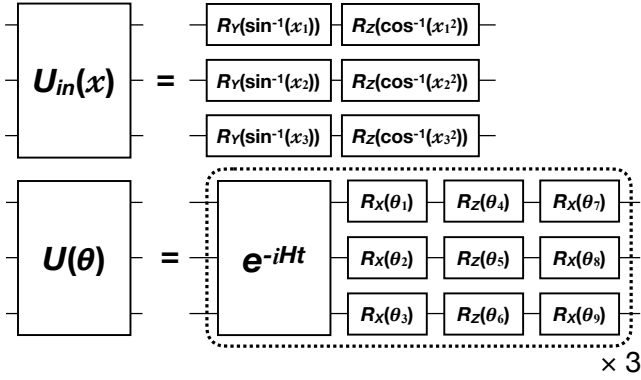 R_Y(sin⁻¹(x₁)) R_Z(cos⁻¹(x₁²))
U_in(x) = R_Y(sin⁻¹(x₂)) R_Z(cos⁻¹(x₂²))
R_Y(sin⁻¹(x₃)) R_Z(cos⁻¹(x₃²))
R_X(θ₁) R_Z(θ₄) R_X(θ₇)
U(θ) = e^-iHt R_X(θ₂) R_Z(θ₅) R_X(θ₈)
R_X(θ₃) R_Z(θ₆) R_X(θ₉)
× 3